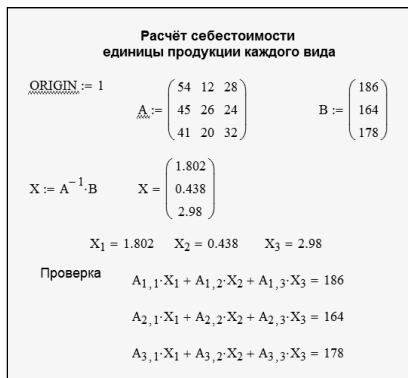 Расчёт себестоимости
единицы продукции каждого вида
ORIGIN := 1
A := ( 54 12 28
45 26 24
41 20 32 )
B := ( 186
164
178 )
X := A⁻¹·B
X = ( 1.802
0.438
2.98 )
X₁ = 1.802 X₂ = 0.438 X₃ = 2.98
Проверка
A₁,₁·X₁ + A₁,₂·X₂ + A₁,₃·X₃ = 186
A₂,₁·X₁ + A₂,₂·X₂ + A₂,₃·X₃ = 164
A₃,₁·X₁ + A₃,₂·X₂ + A₃,₃·X₃ = 178